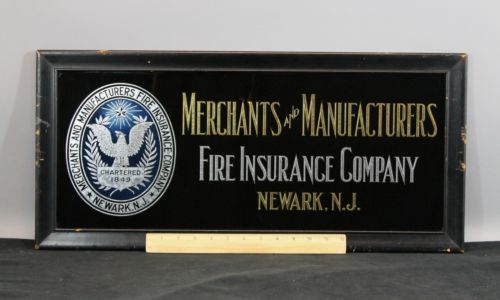 MERCHANTS AND MANUFACTURERS FIRE INSURANCE COMPANY
CHARTERED
1849
NEWARK, N.J.
MERCHANTS AND MANUFACTURERS
FIRE INSURANCE COMPANY
NEWARK, N.J.